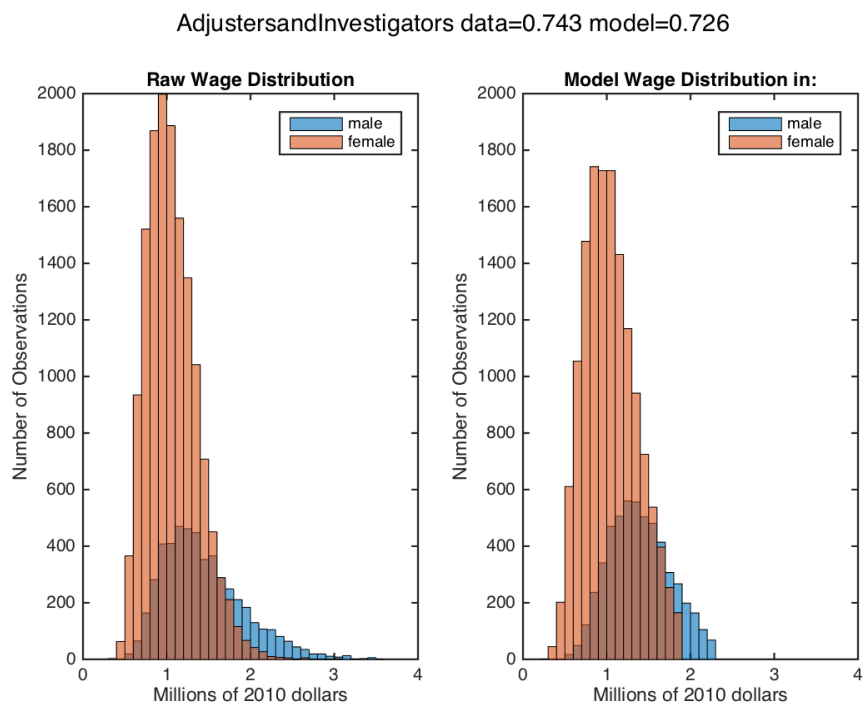 AdjustersandInvestigators data=0.743 model=0.726
Raw Wage Distribution
2000
1800
1600
1400
1200
1000
800
600
400
200
0
Number of Observations
male
female
0 1 2 3 4
Millions of 2010 dollars
Model Wage Distribution in:
2000
1800
1600
1400
1200
1000
800
600
400
200
0
Number of Observations
male
female
0 1 2 3 4
Millions of 2010 dollars